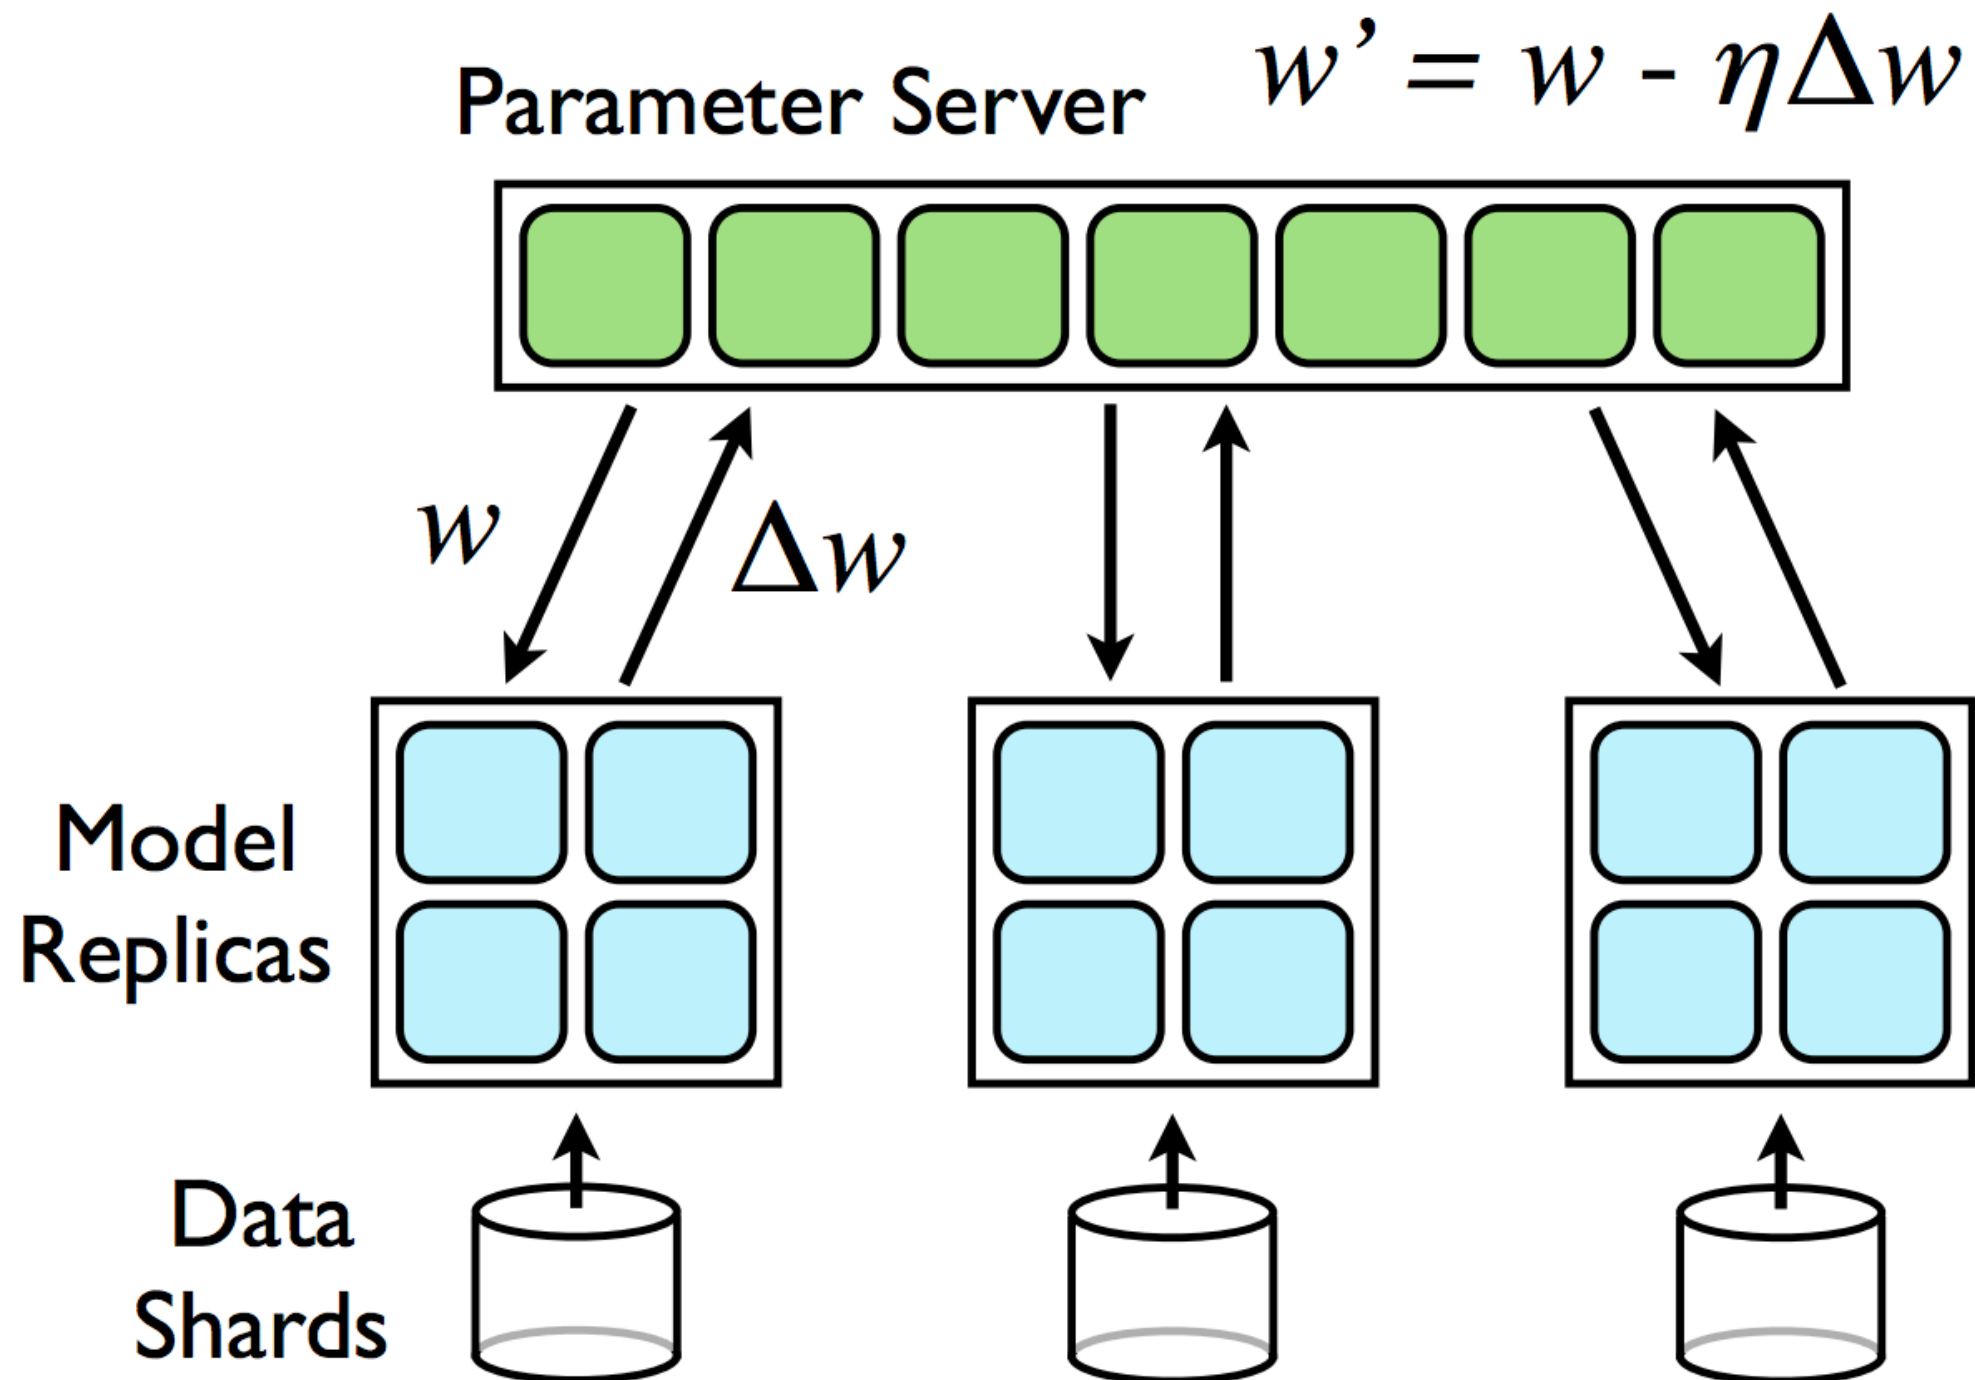 Parameter Server
w’ = w - ηΔw
w
Δw
Model
Replicas
Data
Shards